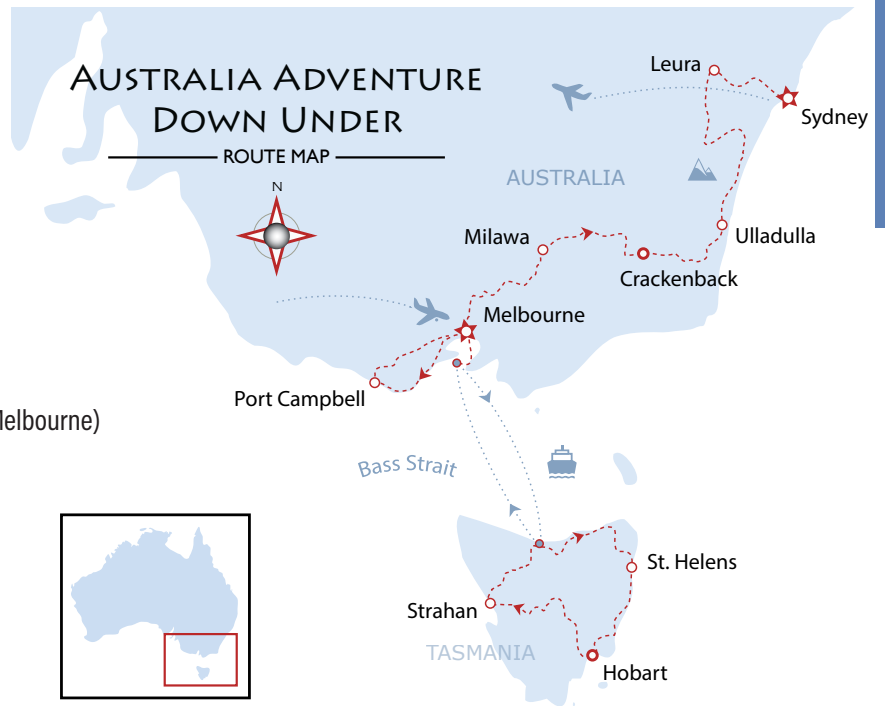 AUSTRALIA ADVENTURE
DOWN UNDER
ROUTE MAP
N
Leura
Sydney
AUSTRALIA
Milawa
Ulladulla
Crackenback
Melbourne
Port Campbell
Melbourne)
Bass Strait
St. Helens
Strahan
TASMANIA
Hobart